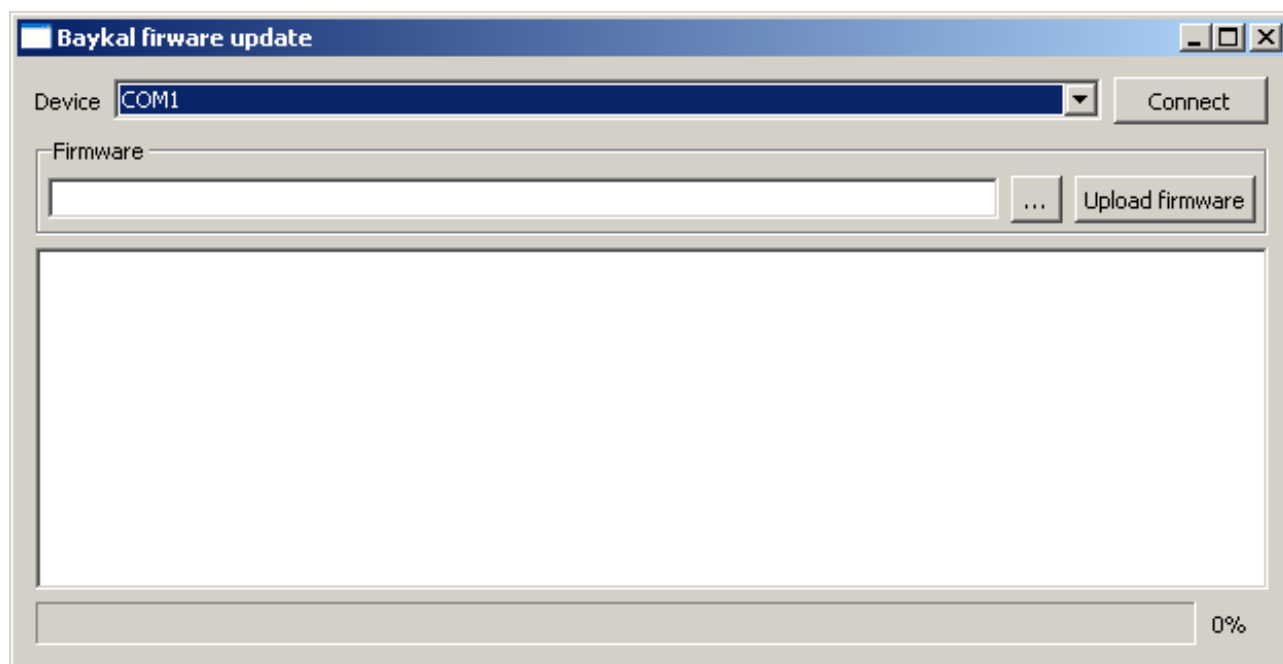 Baykal firware update
Device COM1 Connect
Firmware
... Upload firmware
0%